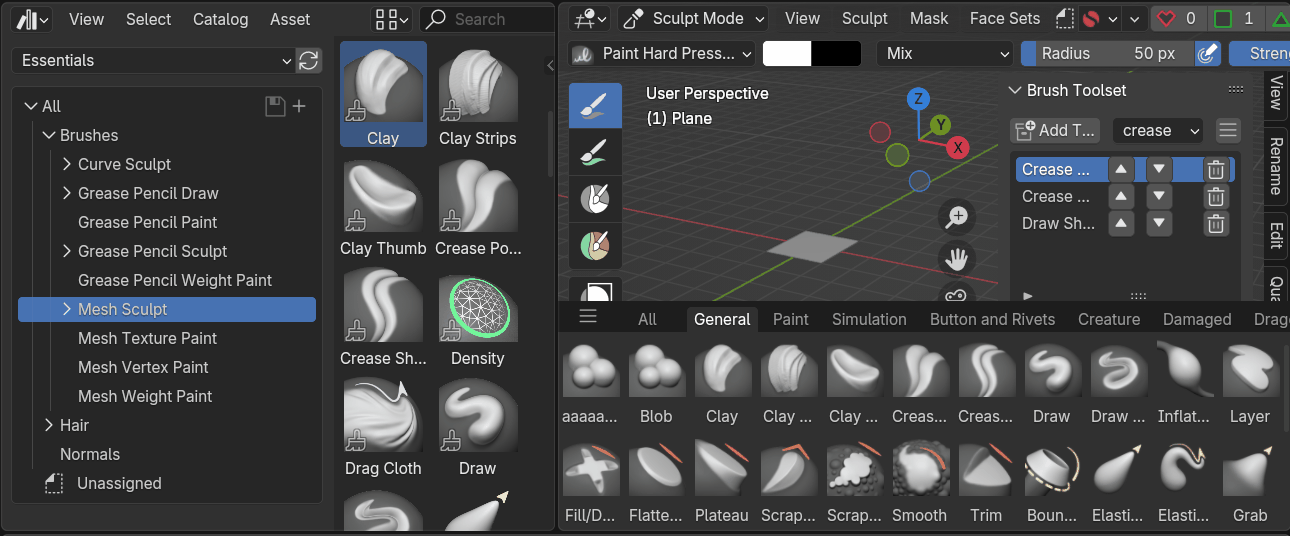 View Select Catalog Asset
Search
Essentials
All
Brushes
Curve Sculpt
Grease Pencil Draw
Grease Pencil Paint
Grease Pencil Sculpt
Grease Pencil Weight Paint
Mesh Sculpt
Mesh Texture Paint
Mesh Vertex Paint
Mesh Weight Paint
Hair
Normals
Unassigned
Clay Clay Strips
Clay Thumb Crease Po...
Crease Sh... Density
Drag Cloth Draw
Sculpt Mode View Sculpt Mask Face Sets 0 1
Paint Hard Press... Mix Radius 50 px Stren
User Perspective
(1) Plane
Z
Y
X
Brush Toolset
Add T... crease
Crease ...
Crease ...
Draw Sh...
View
Rename
Edit
Qua
All General Paint Simulation Button and Rivets Creature Damaged Drag
aaaaa... Blob Clay Clay ... Clay ... Creas... Creas... Draw Draw ... Inflat... Layer
Fill/D... Flatte... Plateau Scrap... Scrap... Smooth Trim Boun... Elasti... Elasti... Grab